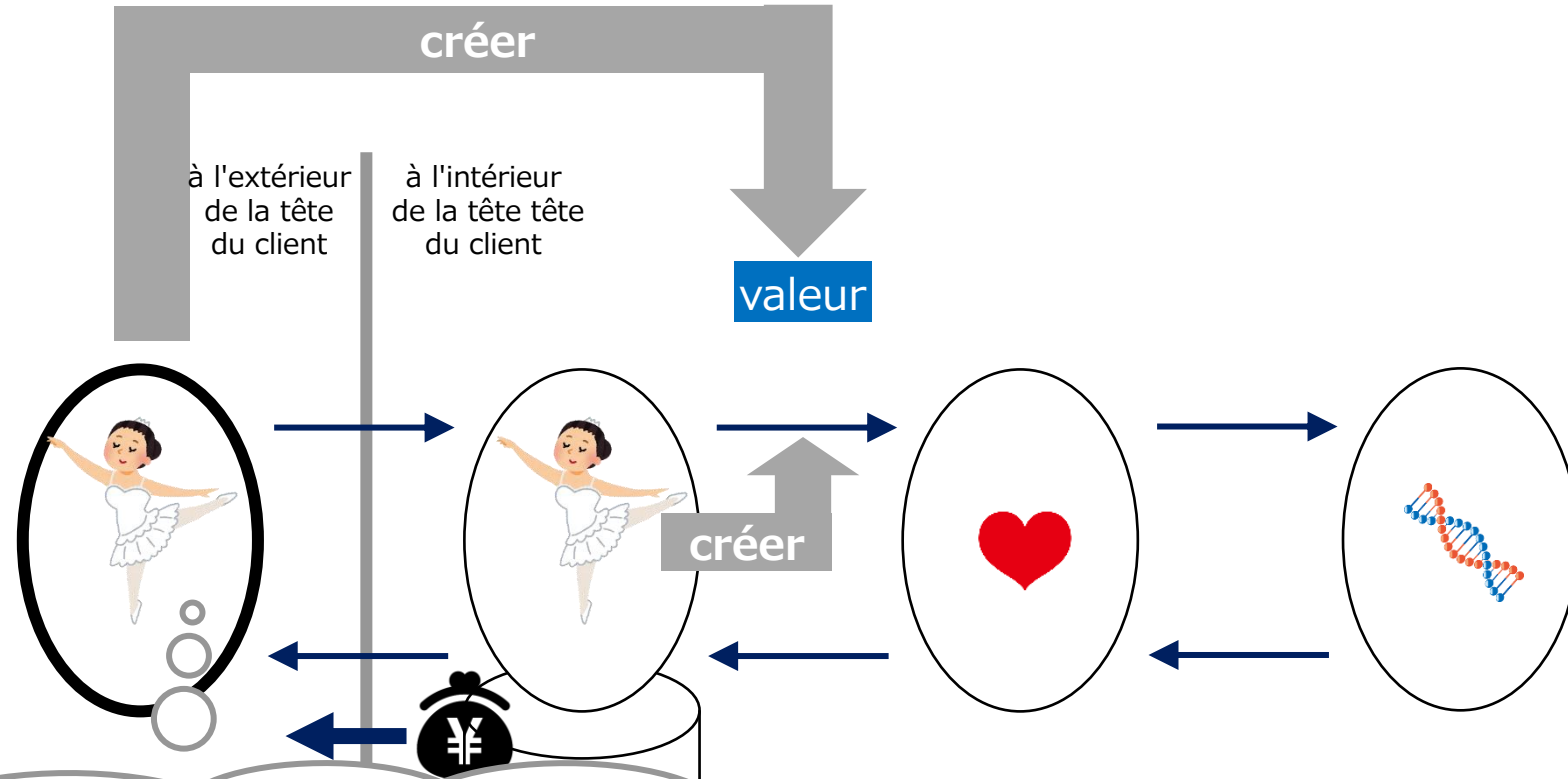 créer
à l'extérieur
de la tête
du client
à l'intérieur
de la tête tête
du client
valeur
créer
¥